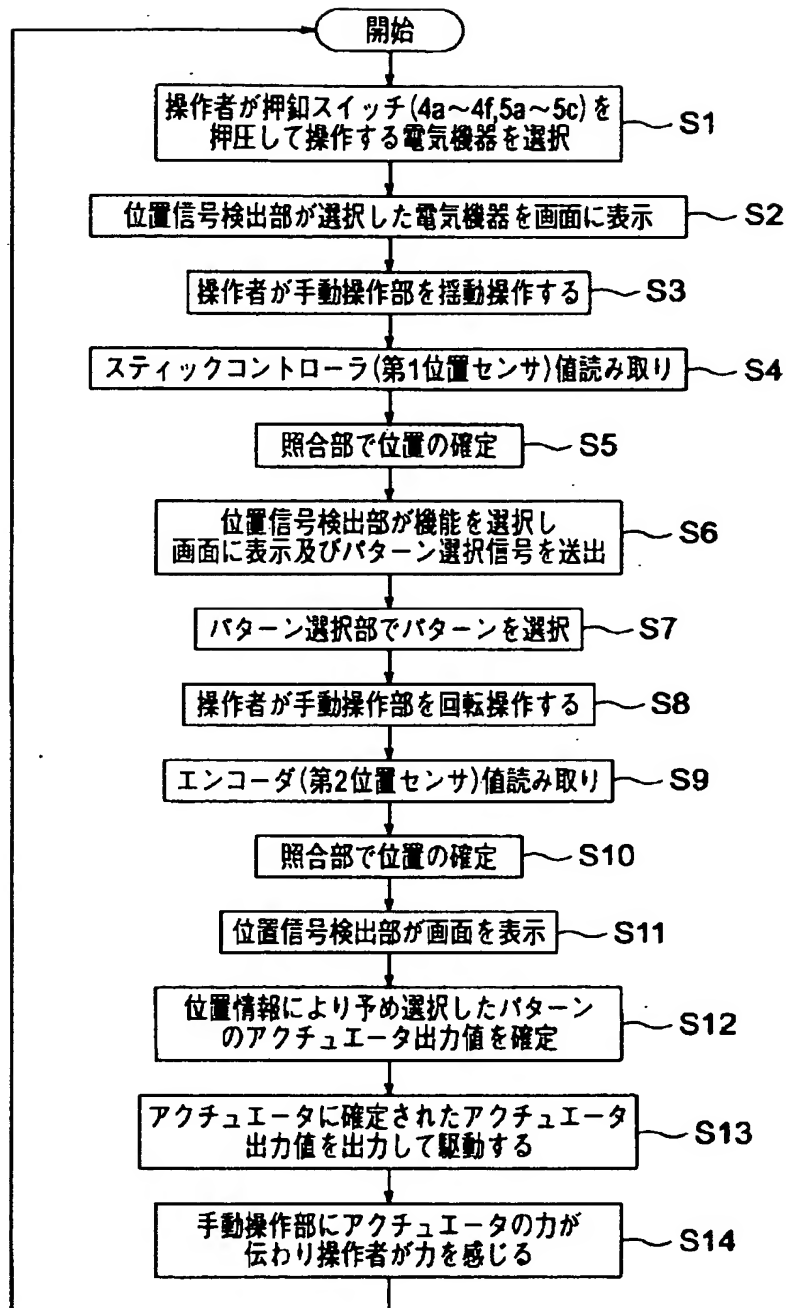 開始
操作者が押釦スイッチ(4a~4f,5a~5c)を
押圧して操作する電気機器を選択
S1
位置信号検出部が選択した電気機器を画面に表示
S2
操作者が手動操作部を揺動操作する
S3
スティックコントローラ(第1位置センサ)値読み取り
S4
照合部で位置の確定
S5
位置信号検出部が機能を選択し
画面に表示及びパターン選択信号を送出
S6
パターン選択部でパターンを選択
S7
操作者が手動操作部を回転操作する
S8
エンコーダ(第2位置センサ)値読み取り
S9
照合部で位置の確定
S10
位置信号検出部が画面を表示
S11
位置情報により予め選択したパターン
のアクチュエータ出力値を確定
S12
アクチュエータに確定されたアクチュエータ
出力値を出力して駆動する
S13
手動操作部にアクチュエータの力が
伝わり操作者が力を感じる
S14